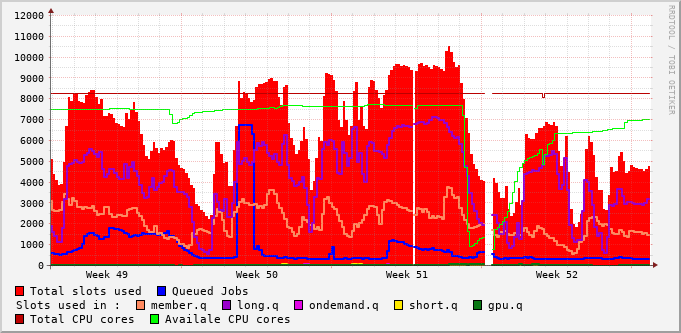 12000
11000
10000
9000
8000
7000
6000
5000
4000
3000
2000
1000
0
Week 49 Week 50 Week 51 Week 52
RRDTOOL / TOBI OETIKER
Total slots used Queued Jobs
Slots used in : member.q long.q ondemand.q short.q gpu.q
Total CPU cores Availale CPU cores